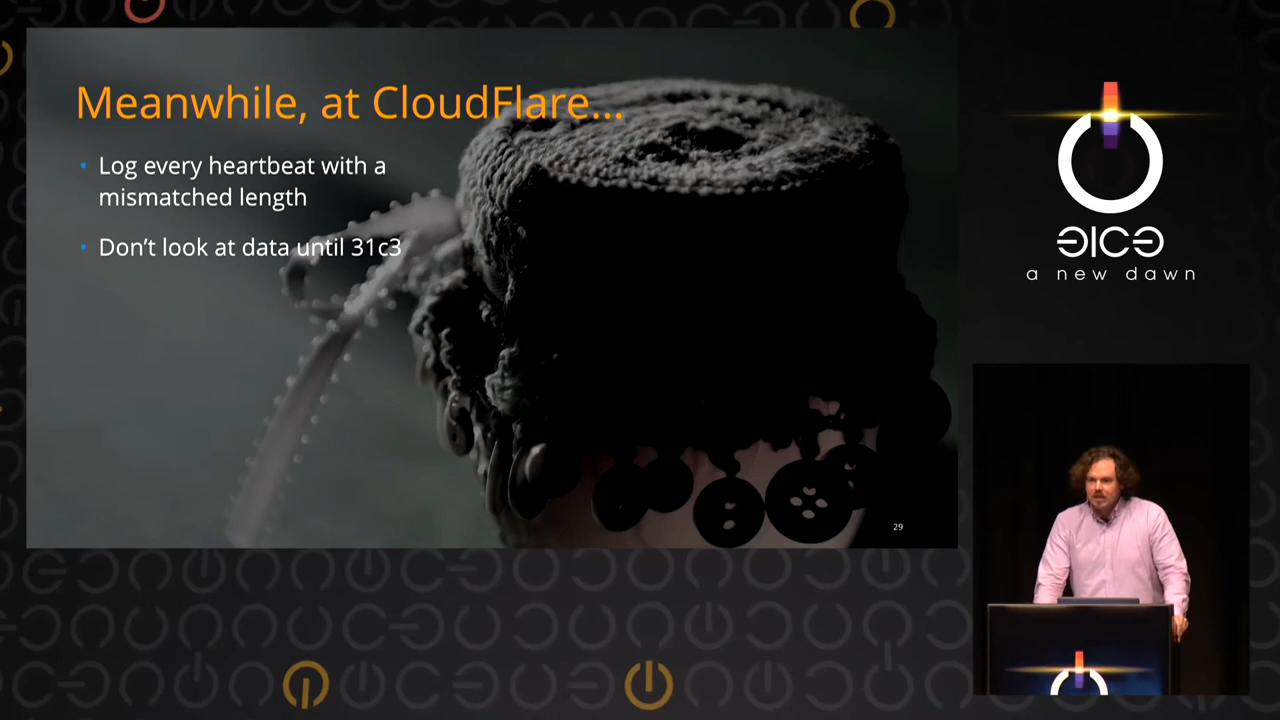 Meanwhile, at CloudFlare...
Log every heartbeat with a
mismatched length
Don't look at data until 31c3
29
a new dawn